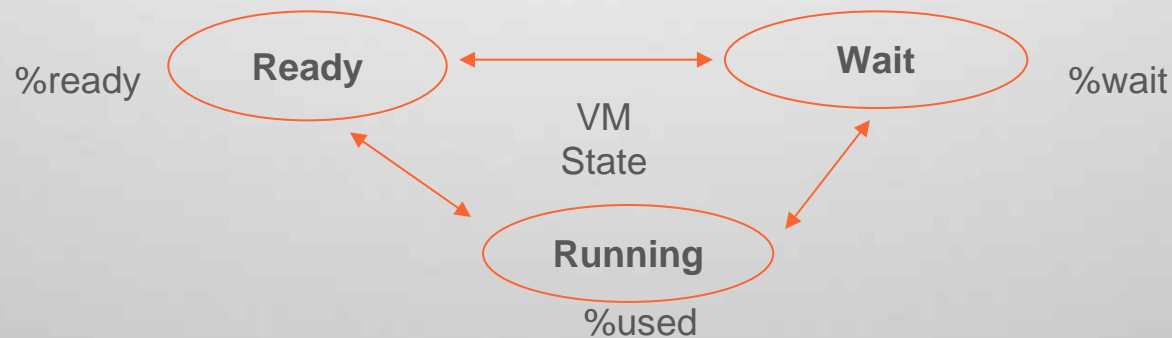 %ready
Ready
Wait
%wait
VM
State
Running
%used